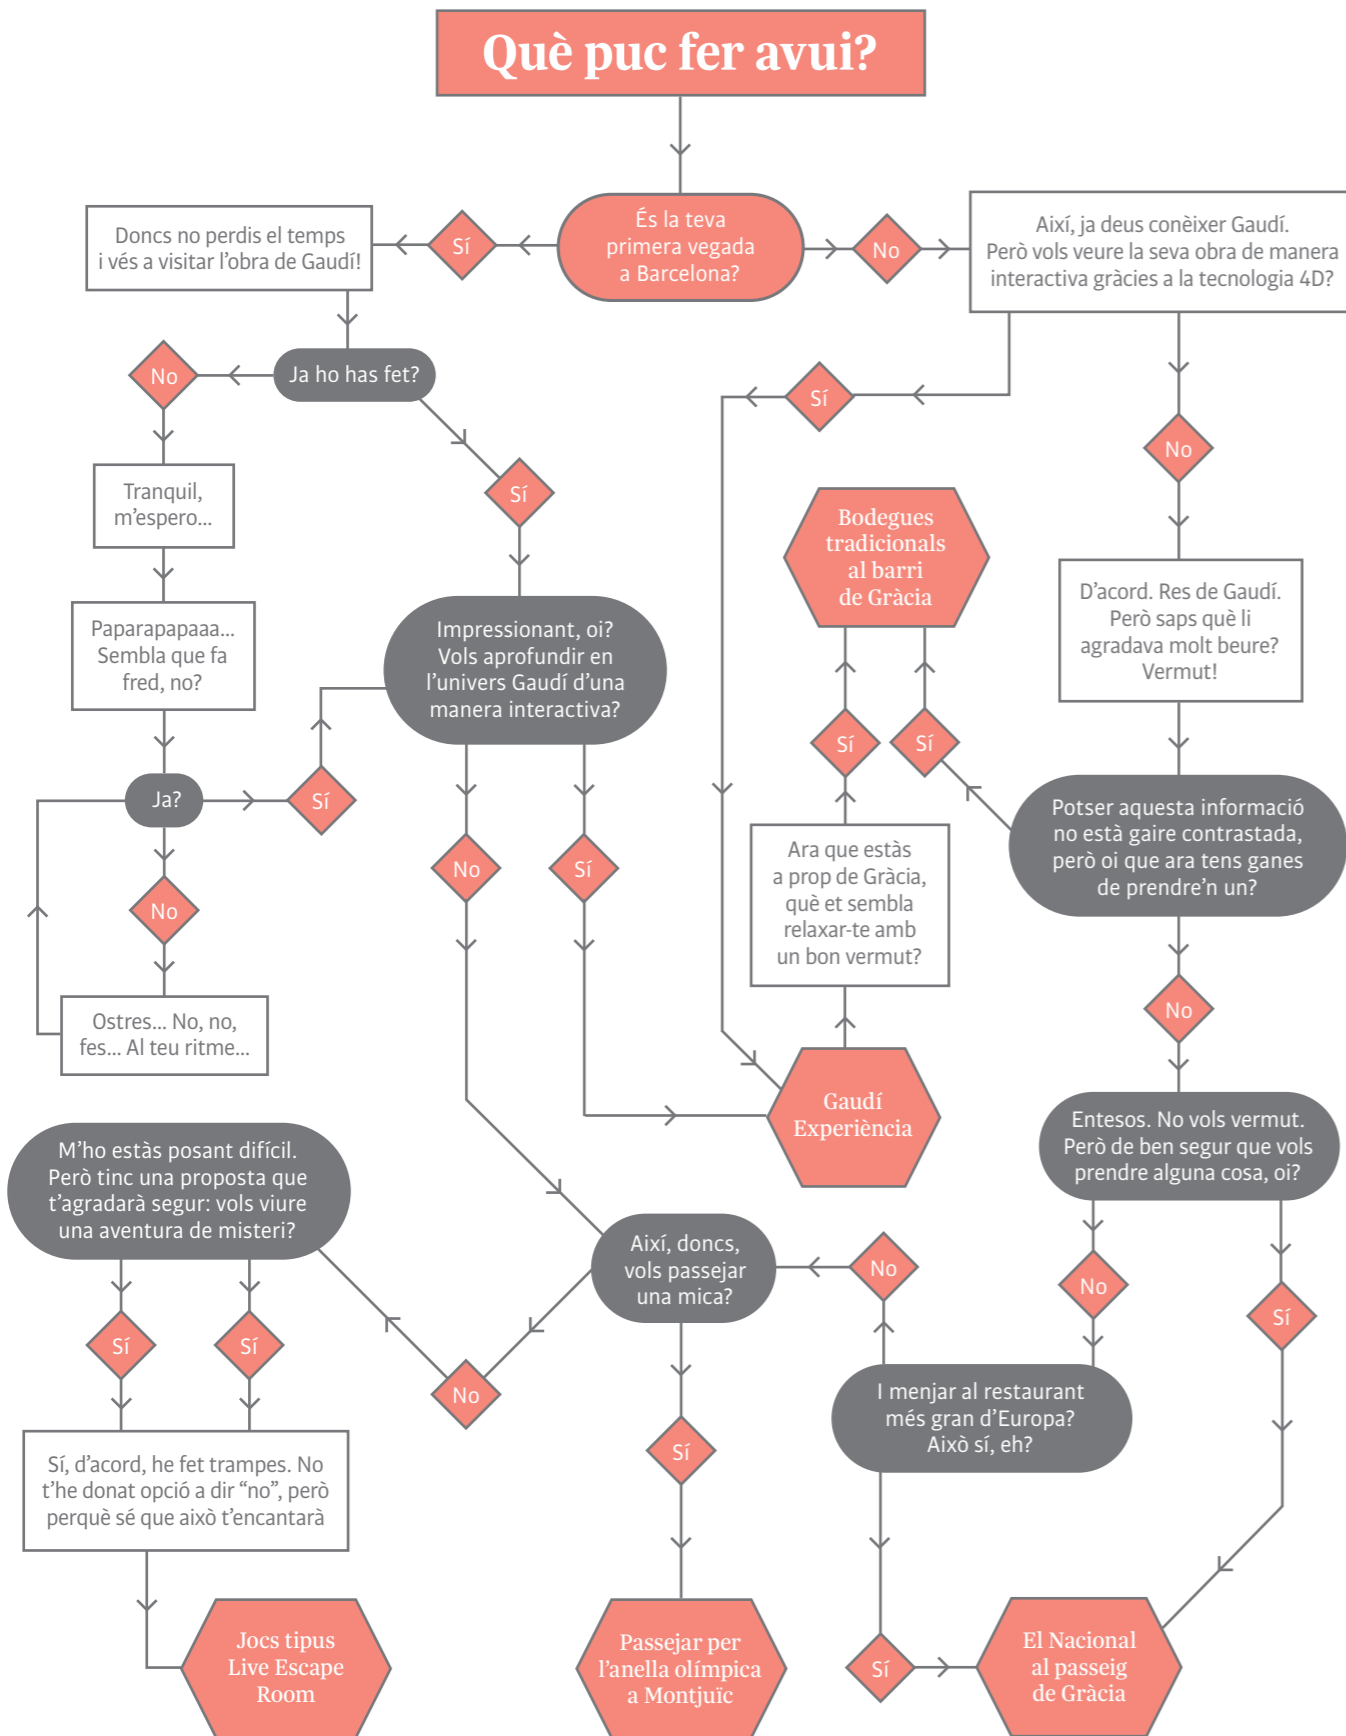 Què puc fer avui?
És la teva
primera vegada
a Barcelona?
Sí
No
Doncs no perdis el temps
i vés a visitar l’obra de Gaudí!
Així, ja deus conèixer Gaudí.
Però vols veure la seva obra de manera
interactiva gràcies a la tecnologia 4D?
Ja ho has fet?
No
Sí
Sí
No
Tranquil,
m’espero...
Paparapapaaa...
Sembla que fa
fred, no?
Ja?
Sí
No
Ostres... No, no,
fes... Al teu ritme...
Impressionant, oi?
Vols aprofundir en
l’univers Gaudí d’una
manera interactiva?
No
Sí
Bodegues
tradicionals
al barri
de Gràcia
Sí
Sí
D’acord. Res de Gaudí.
Però saps què li
agradava molt beure?
Vermut!
Potser aquesta informació
no està gaire contrastada,
però oi que ara tens ganes
de prendre’n un?
Ara que estàs
a prop de Gràcia,
què et sembla
relaxar-te amb
un bon vermut?
No
Gaudí
Experiència
Entesos. No vols vermut.
Però de ben segur que vols
prendre alguna cosa, oi?
No
Sí
M’ho estàs posant difícil.
Però tinc una proposta que
t’agradarà segur: vols viure
una aventura de misteri?
Sí
Sí
Així, doncs,
vols passejar
una mica?
No
No
Sí
I menjar al restaurant
més gran d’Europa?
Això sí, eh?
Sí
Sí, d’acord, he fet trampes. No
t’he donat opció a dir “no”, però
perquè sé que això t’encantarà
Jocs tipus
Live Escape
Room
Passejar per
l’anella olímpica
a Montjuïc
El Nacional
al passeig
de Gràcia